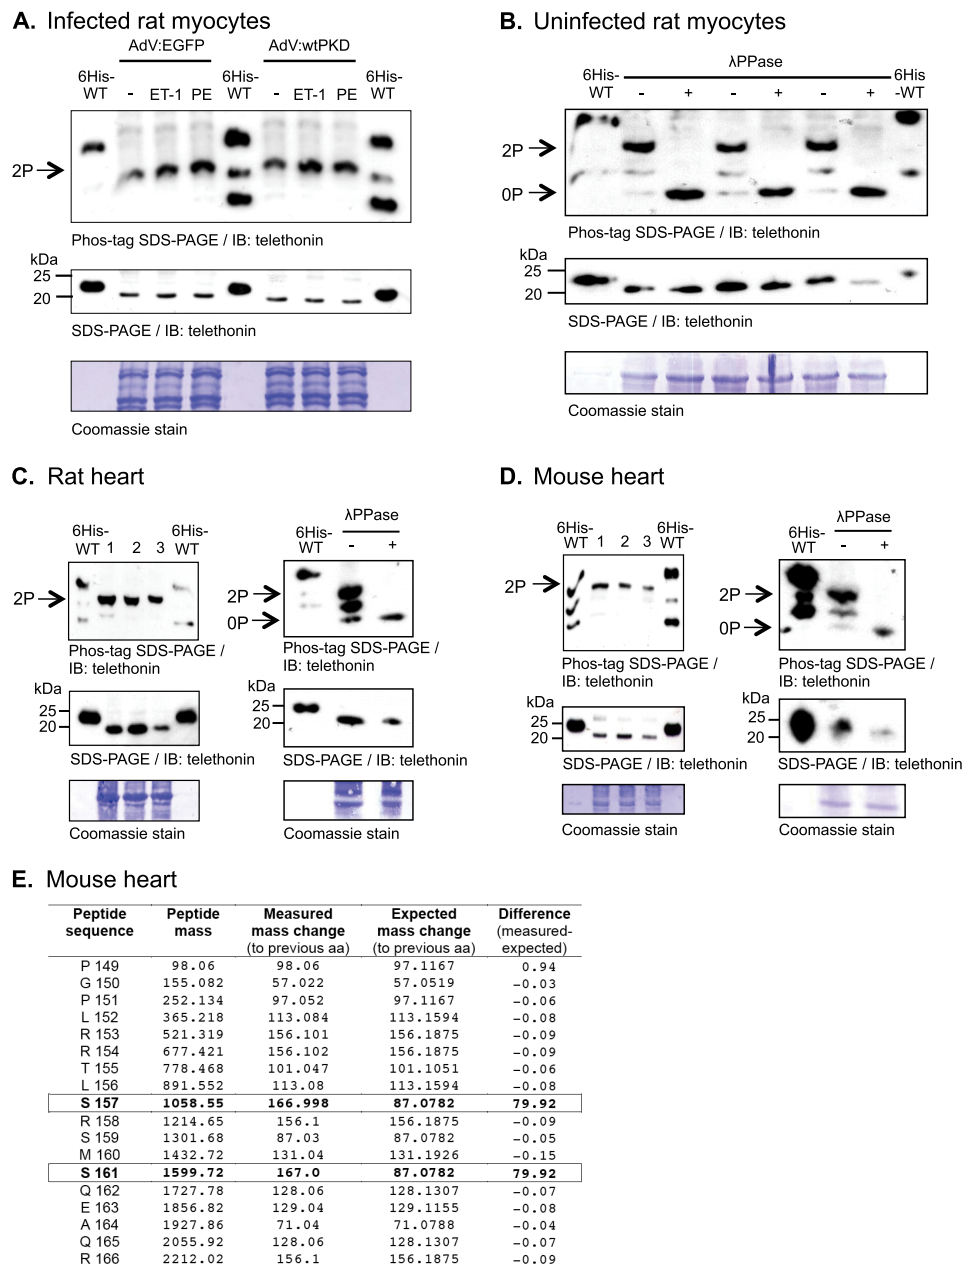 A. Infected rat myocytes
AdV:EGFP AdV:wtPKD
6His-WT - ET-1 PE 6His-WT - ET-1 PE 6His-WT
2P
Phos-tag SDS-PAGE / IB: telethonin
kDa
25
20
SDS-PAGE / IB: telethonin
Coomassie stain
B. Uninfected rat myocytes
λPPase
6His-WT - + - + - + 6His-WT
2P
0P
Phos-tag SDS-PAGE / IB: telethonin
kDa
25
20
SDS-PAGE / IB: telethonin
Coomassie stain
C. Rat heart
6His-WT 1 2 3 6His-WT
2P
Phos-tag SDS-PAGE /
IB: telethonin
kDa
25
20
SDS-PAGE / IB: telethonin
Coomassie stain
λPPase
6His-WT - +
2P
0P
Phos-tag SDS-PAGE /
IB: telethonin
kDa
25
20
SDS-PAGE / IB: telethonin
Coomassie stain
D. Mouse heart
6His-WT 1 2 3 6His-WT
2P
Phos-tag SDS-PAGE /
IB: telethonin
kDa
25
20
SDS-PAGE / IB: telethonin
Coomassie stain
λPPase
6His-WT - +
2P
0P
Phos-tag SDS-PAGE /
IB: telethonin
kDa
25
20
SDS-PAGE / IB: telethonin
Coomassie stain
E. Mouse heart
Peptide Peptide Measured Expected Difference
sequence mass mass change mass change (measured-
(to previous aa) (to previous aa) expected)
P 149 98.06 98.06 97.1167 0.94
G 150 155.082 57.022 57.0519 -0.03
P 151 252.134 97.052 97.1167 -0.06
L 152 365.218 113.084 113.1594 -0.08
R 153 521.319 156.101 156.1875 -0.09
R 154 677.421 156.102 156.1875 -0.09
T 155 778.468 101.047 101.1051 -0.06
L 156 891.552 113.08 113.1594 -0.08
S 157 1058.55 166.998 87.0782 79.92
R 158 1214.65 156.1 156.1875 -0.09
S 159 1301.68 87.03 87.0782 -0.05
M 160 1432.72 131.04 131.1926 -0.15
S 161 1599.72 167.0 87.0782 79.92
Q 162 1727.78 128.06 128.1307 -0.07
E 163 1856.82 129.04 129.1155 -0.08
A 164 1927.86 71.04 71.0788 -0.04
Q 165 2055.92 128.06 128.1307 -0.07
R 166 2212.02 156.1 156.1875 -0.09